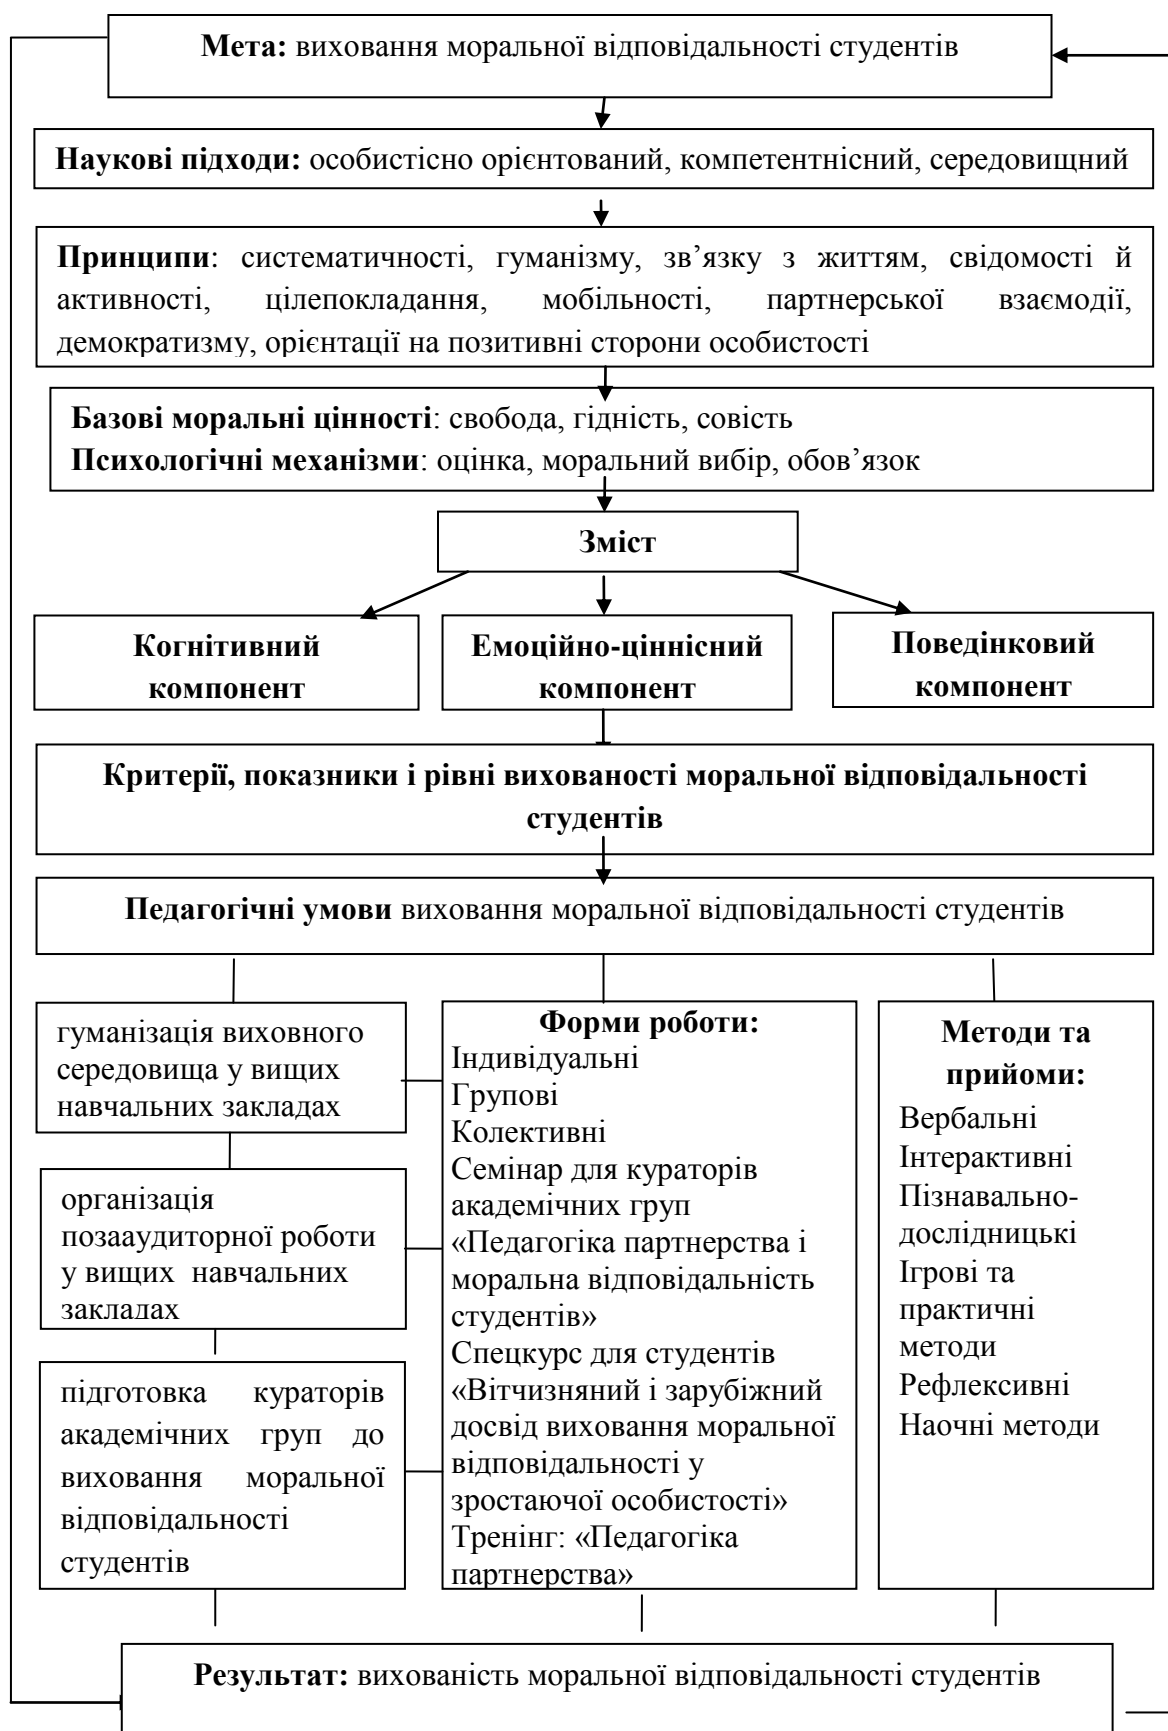 Мета: виховання моральної відповідальності студентів
Наукові підходи: особистісно орієнтований, компетентнісний, середовищний
Принципи: систематичності, гуманізму, зв’язку з життям, свідомості й
активності, цілепокладання, мобільності, партнерської взаємодії,
демократизму, орієнтації на позитивні сторони особистості
Базові моральні цінності: свобода, гідність, совість
Психологічні механізми: оцінка, моральний вибір, обов’язок
Зміст
Когнітивний
компонент
Емоційно-ціннісний
компонент
Поведінковий
компонент
Критерії, показники і рівні вихованості моральної відповідальності
студентів
Педагогічні умови виховання моральної відповідальності студентів
гуманізація виховного
середовища у вищих
навчальних закладах
організація
позааудиторної роботи
у вищих навчальних
закладах
підготовка кураторів
академічних груп до
виховання моральної
відповідальності
студентів
Форми роботи:
Індивідуальні
Групові
Колективні
Семінар для кураторів
академічних груп
«Педагогіка партнерства і
моральна відповідальність
студентів»
Спецкурс для студентів
«Вітчизняний і зарубіжний
досвід виховання моральної
відповідальності у
зростаючої особистості»
Тренінг: «Педагогіка
партнерства»
Методи та
прийоми:
Вербальні
Інтерактивні
Пізнавально-
дослідницькі
Ігрові та
практичні
методи
Рефлексивні
Наочні методи
Результат: вихованість моральної відповідальності студентів